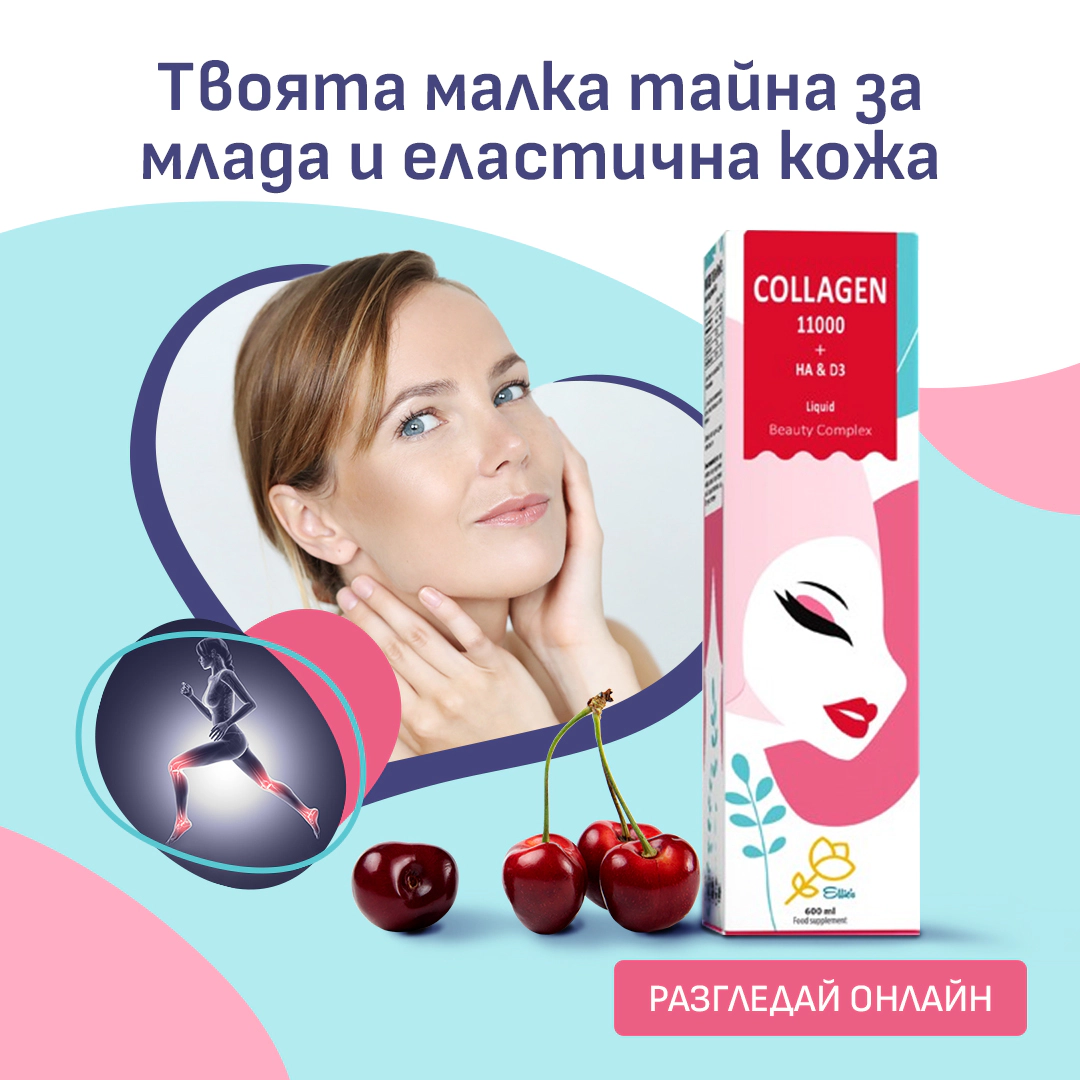 Твоята малка тайна за
млада и еластична кожа
COLLAGEN
11000
+
HA & D3
Liquid
Beauty Complex
Ellie's
600 ml
Food supplement
РАЗГЛЕДАЙ ОНЛАЙН